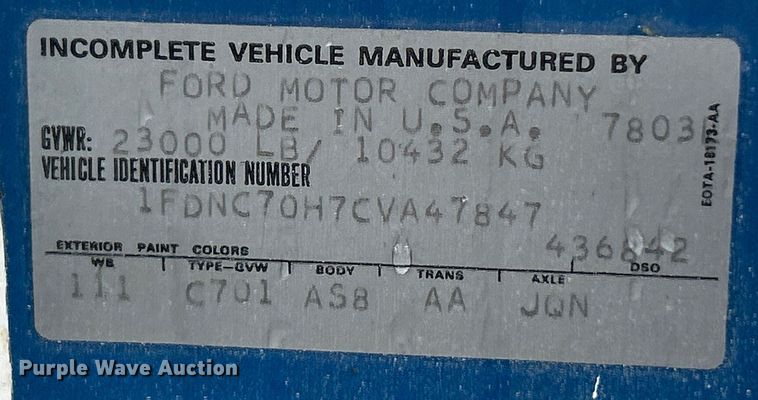 INCOMPLETE VEHICLE MANUFACTURED BY
FORD MOTOR COMPANY
MADE IN U.S.A. 7803
GVWR: 23000 LB/ 10432 KG
VEHICLE IDENTIFICATION NUMBER
1FDNC70H7CVA47847
EOTA-18173-AA
436842
EXTERIOR PAINT COLORS DSO
WB TYPE-GVW BODY TRANS AXLE
111 C701 AS8 AA JQN
Purple Wave Auction